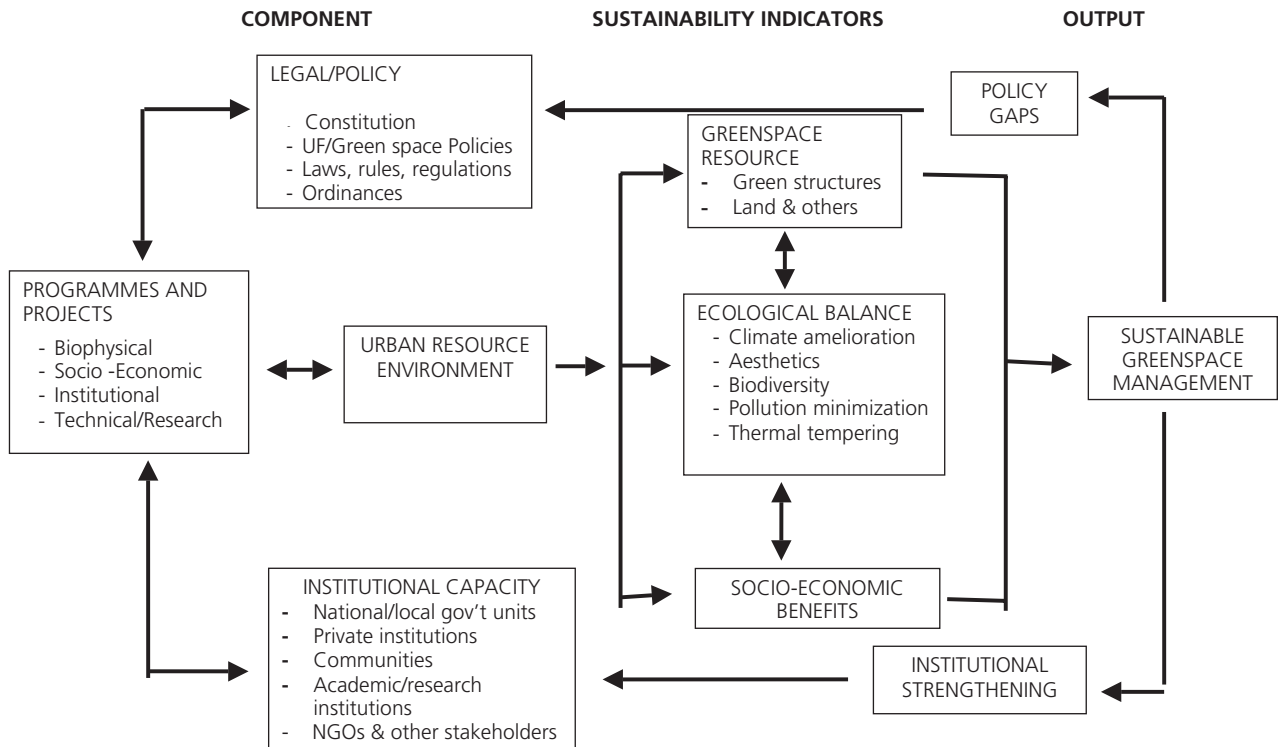 COMPONENT
SUSTAINABILITY INDICATORS
OUTPUT
LEGAL/POLICY
- Constitution
- UF/Green space Policies
- Laws, rules, regulations
- Ordinances
POLICY
GAPS
GREENSPACE
RESOURCE
- Green structures
- Land & others
PROGRAMMES AND
PROJECTS
- Biophysical
- Socio -Economic
- Institutional
- Technical/Research
URBAN RESOURCE
ENVIRONMENT
ECOLOGICAL BALANCE
- Climate amelioration
- Aesthetics
- Biodiversity
- Pollution minimization
- Thermal tempering
SUSTAINABLE
GREENSPACE
MANAGEMENT
INSTITUTIONAL CAPACITY
- National/local gov’t units
- Private institutions
- Communities
- Academic/research
institutions
- NGOs & other stakeholders
SOCIO-ECONOMIC
BENEFITS
INSTITUTIONAL
STRENGTHENING